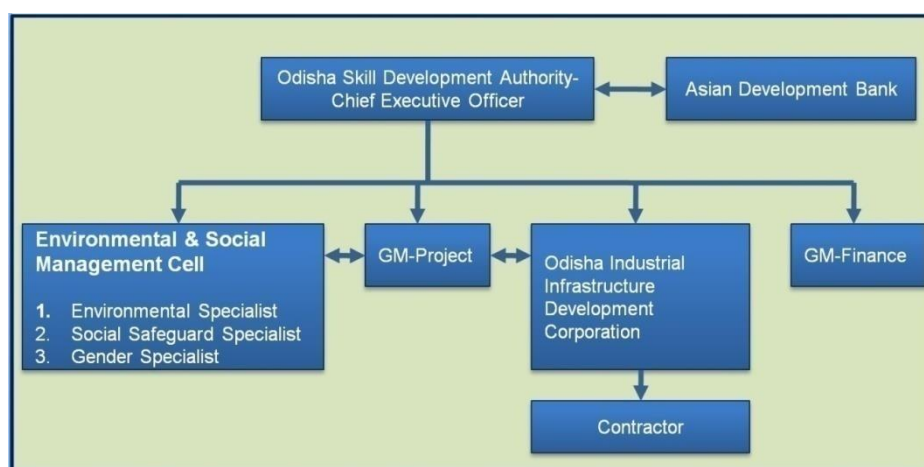 Odisha Skill Development Authority-
Chief Executive Officer
Asian Development Bank
Environmental & Social
Management Cell
1. Environmental Specialist
2. Social Safeguard Specialist
3. Gender Specialist
GM-Project
Odisha Industrial
Infrastructure
Development
Corporation
GM-Finance
Contractor